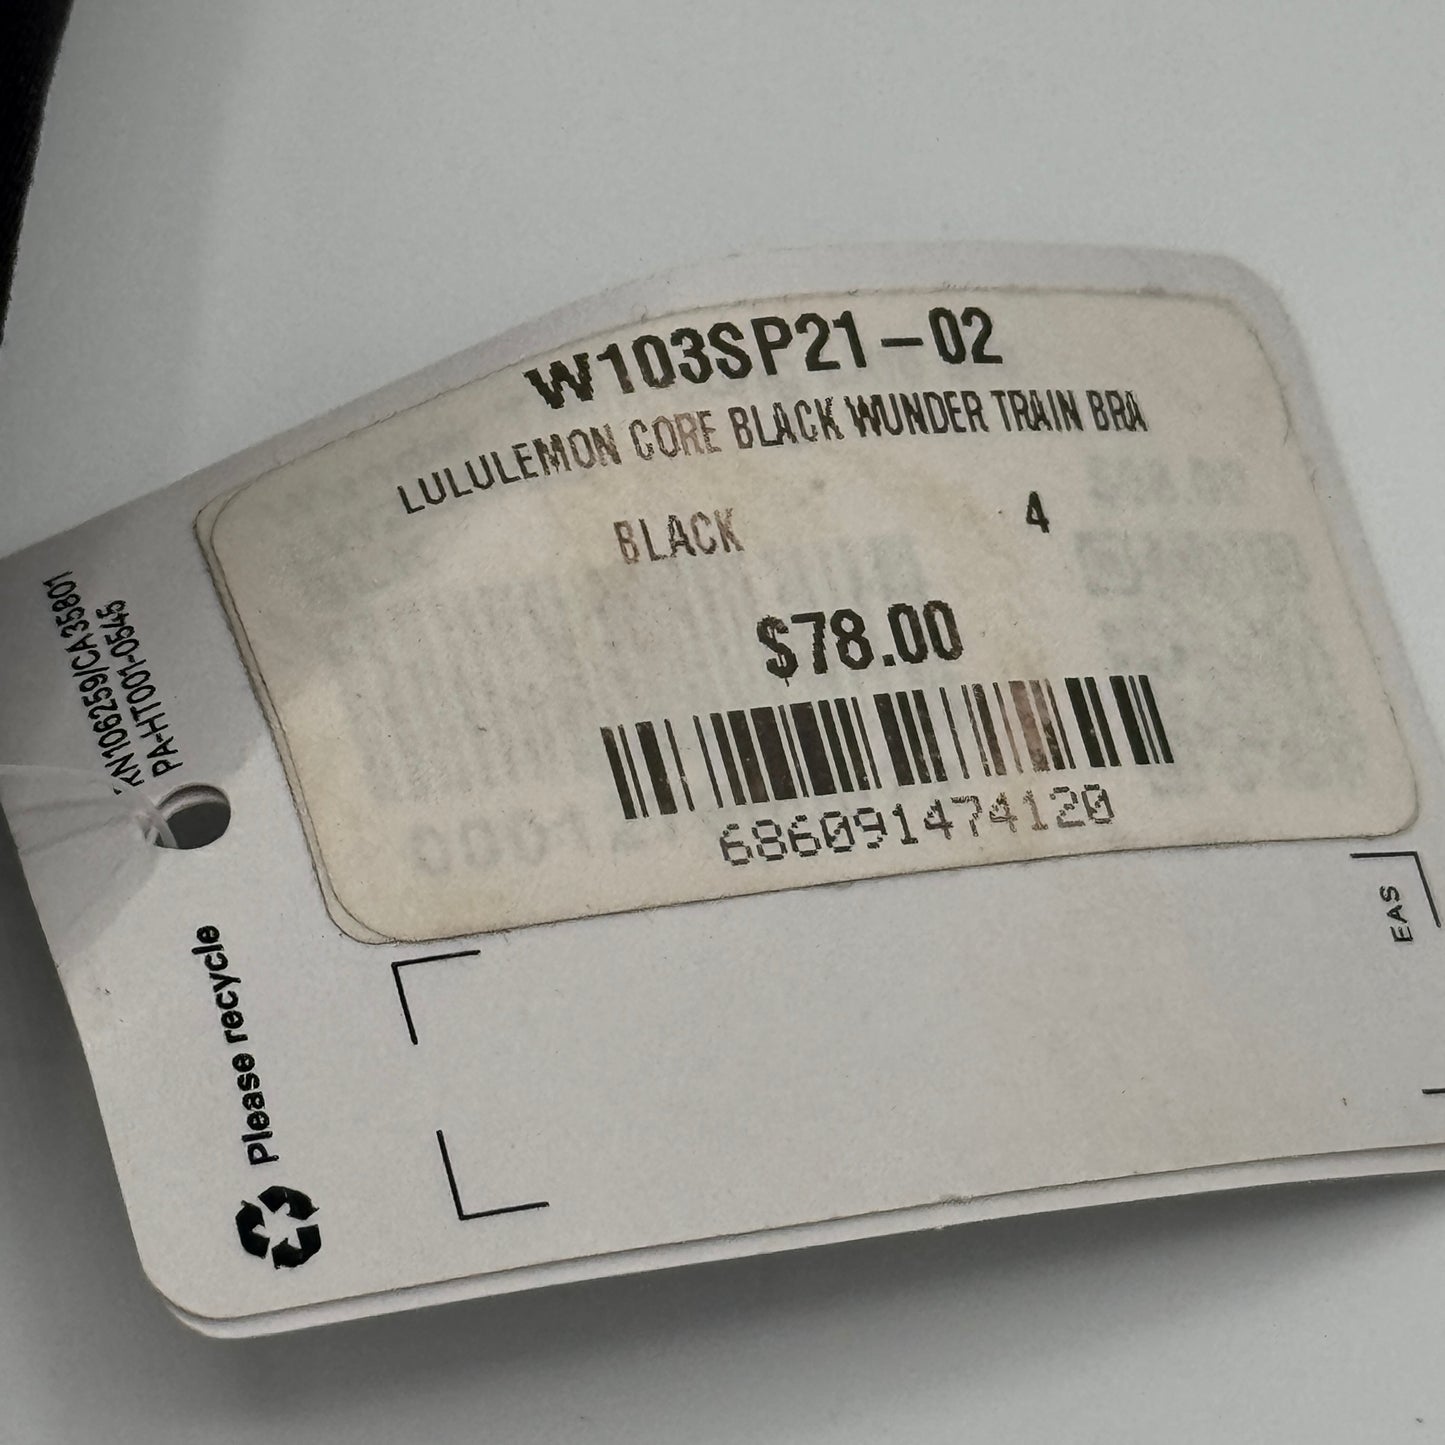 W103SP21-02
LULULEMON CORE BLACK WUNDER TRAIN BRA
BLACK 4
$78.00
686091474120
KN106259/CA35801
PA-HT001-0545
Please recycle
EAS